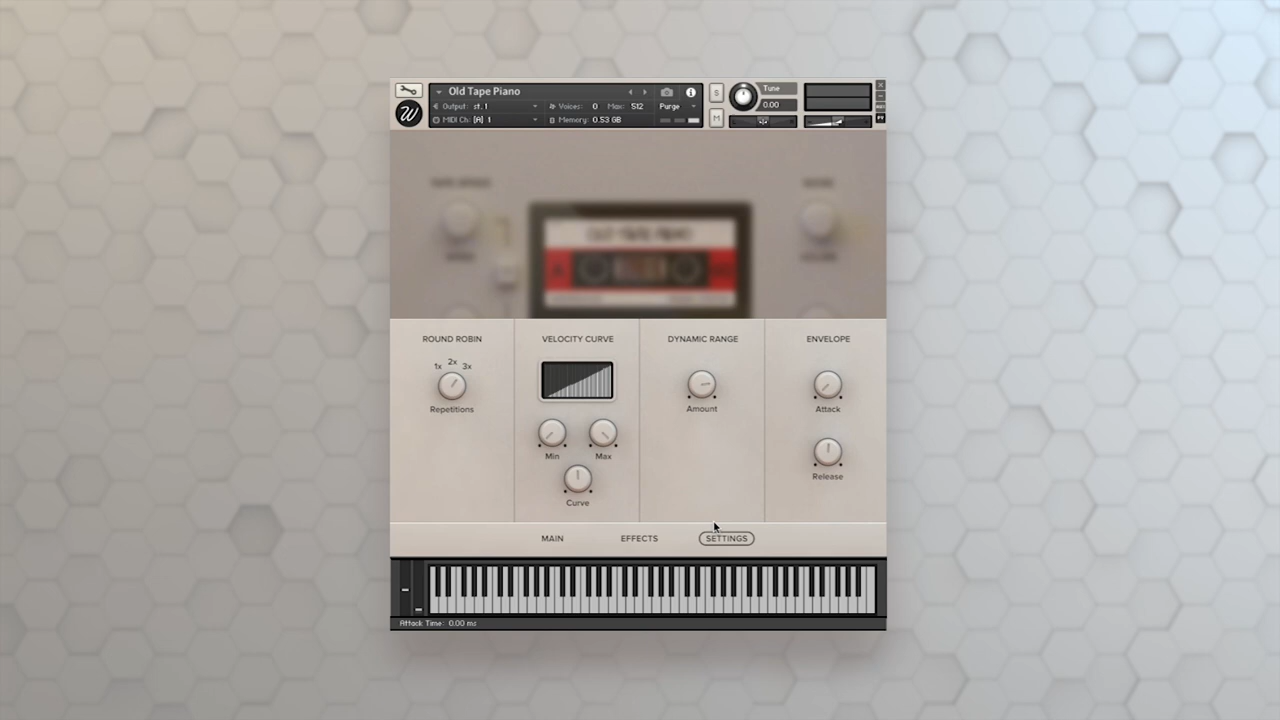 Old Tape Piano
Output: st. 1
Voices: 0 Max: 512
Purge
MIDI Ch: [A] 1
Memory: 0.53 GB
S
M
Tune
0.00
W
ROUND ROBIN
1x 2x 3x
Repetitions
VELOCITY CURVE
Min
Max
Curve
DYNAMIC RANGE
Amount
ENVELOPE
Attack
Release
MAIN
EFFECTS
SETTINGS
Attack Time: 0.00 ms